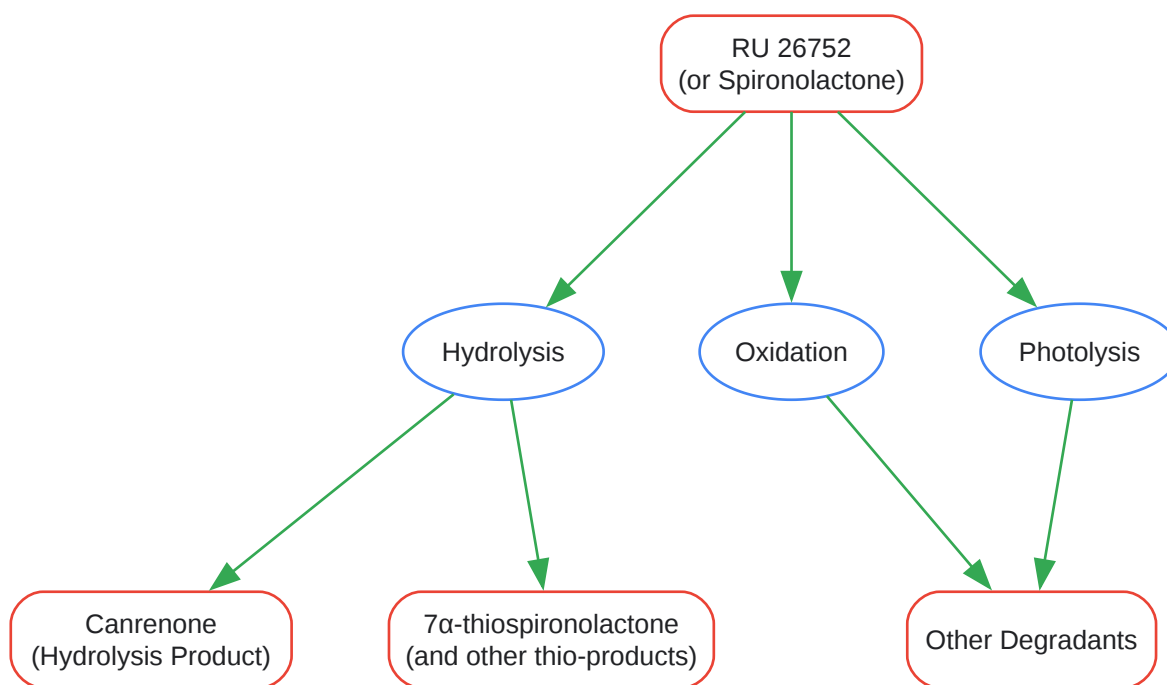 RU 26752
(or Spironolactone)
Hydrolysis
Oxidation
Photolysis
Canrenone
(Hydrolysis Product)
7α-thiospironolactone
(and other thio-products)
Other Degradants